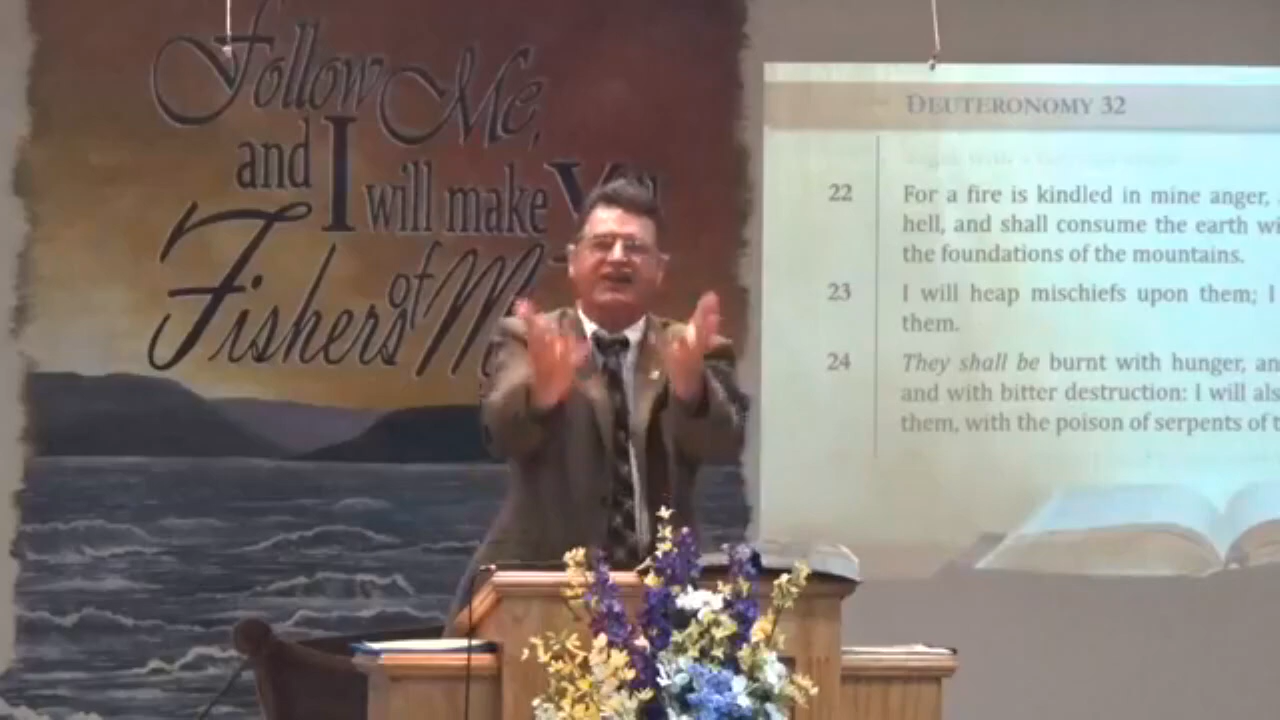 Follow Me,
and I will make
Fishers of
DEUTERONOMY 32
22 For a fire is kindled in mine anger,
hell, and shall consume the earth
the foundations of the mountains.
23 I will heap mischiefs upon them; I
them.
24 They shall be burnt with hunger,
and with bitter destruction: I will
them, with the poison of serpents of